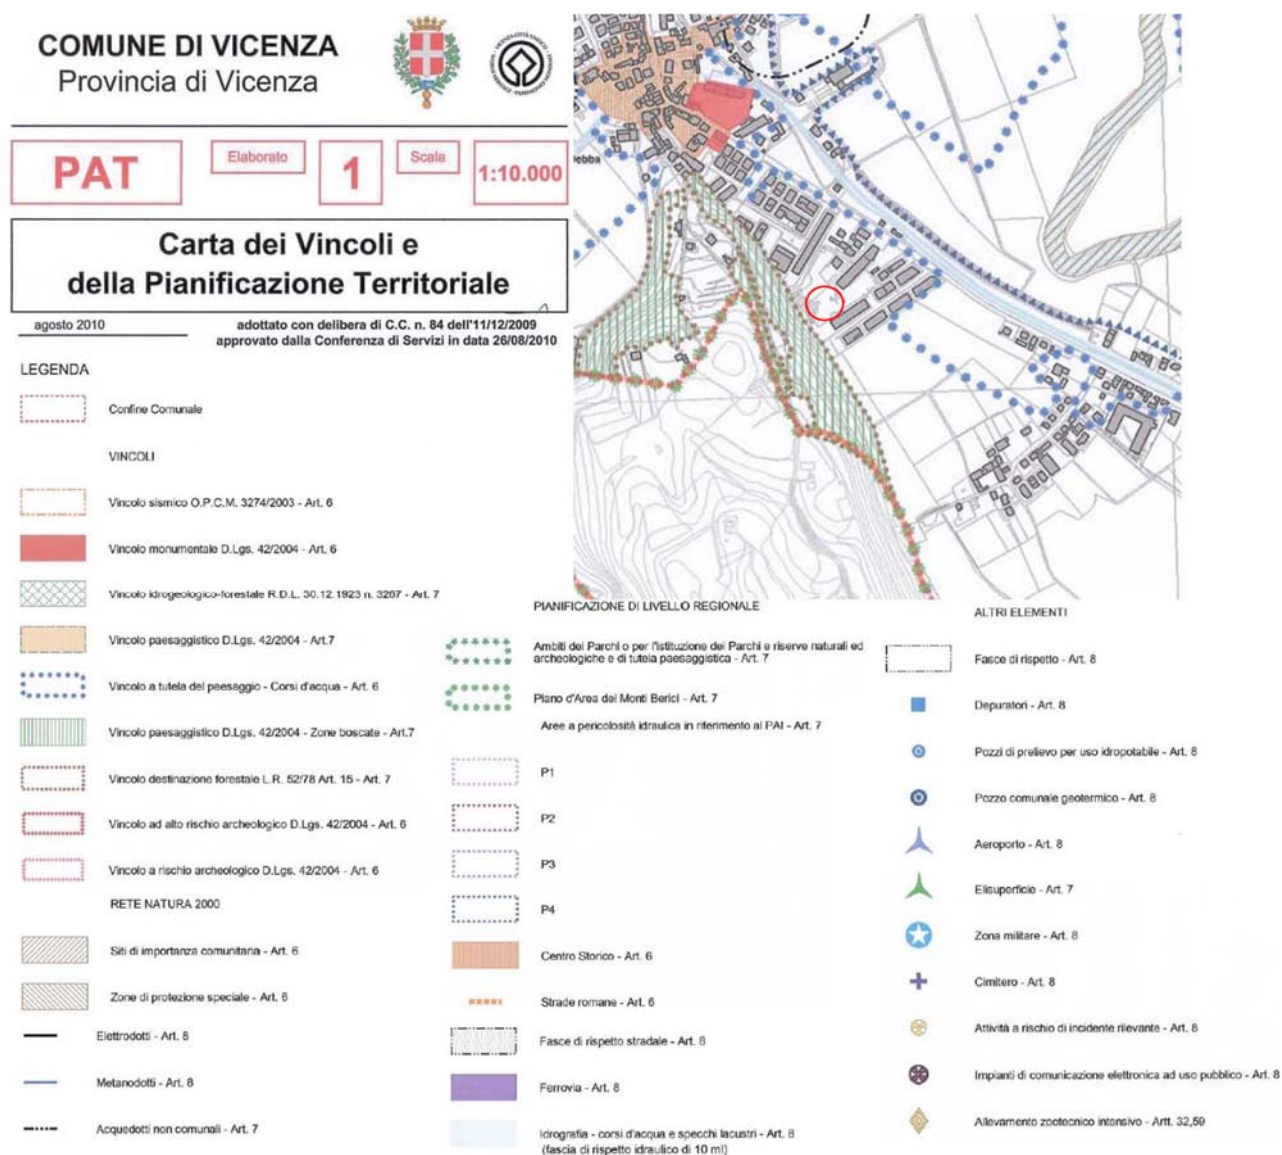 COMUNE DI VICENZA
Provincia di Vicenza
PAT
Elaborato
1
Scala
1:10.000
Carta dei Vincoli e
della Pianificazione Territoriale
agosto 2010
adottato con delibera di C.C. n. 84 dell'11/12/2009
approvato dalla Conferenza di Servizi in data 26/08/2010
LEGENDA
Confine Comunale
VINCOLI
Vincolo sismico O.P.C.M. 3274/2003 - Art. 6
Vincolo monumentale D.Lgs. 42/2004 - Art. 6
Vincolo idrogeologico-forestale R.D.L. 30.12.1923 n. 3267 - Art. 7
Vincolo paesaggistico D.Lgs. 42/2004 - Art.7
Vincolo a tutela del paesaggio - Corsi d'acqua - Art. 6
Vincolo paesaggistico D.Lgs. 42/2004 - Zone boscate - Art.7
Vincolo destinazione forestale L.R. 52/78 Art. 15 - Art. 7
Vincolo ad alto rischio archeologico D.Lgs. 42/2004 - Art. 6
Vincolo a rischio archeologico D.Lgs. 42/2004 - Art. 6
RETE NATURA 2000
Siti di importanza comunitaria - Art. 6
Zone di protezione speciale - Art. 6
Elettrodotti - Art. 8
Metanodotti - Art. 8
Acquedotti non comunali - Art. 7
ebba
PIANIFICAZIONE DI LIVELLO REGIONALE
Ambiti dei Parchi o per l'istituzione dei Parchi e riserve naturali ed
archeologiche e di tutela paesaggistica - Art. 7
Piano d'Area dei Monti Berici - Art. 7
Aree a pericolosità idraulica in riferimento al PAI - Art. 7
P1
P2
P3
P4
Centro Storico - Art. 6
Strade romane - Art. 6
Fasce di rispetto stradale - Art. 8
Ferrovia - Art. 8
Idrografia - corsi d'acqua e specchi lacustri - Art. 8
(fascia di rispetto idraulico di 10 ml)
ALTRI ELEMENTI
Fasce di rispetto - Art. 8
Depuratori - Art. 8
Pozzi di prelievo per uso idropotabile - Art. 8
Pozzo comunale geotermico - Art. 8
Aeroporto - Art. 8
Elisuperficie - Art. 7
Zona militare - Art. 8
Cimitero - Art. 8
Attività a rischio di incidente rilevante - Art. 8
Impianti di comunicazione elettronica ad uso pubblico - Art. 8
Allevamento zootecnico intensivo - Artt. 32,59